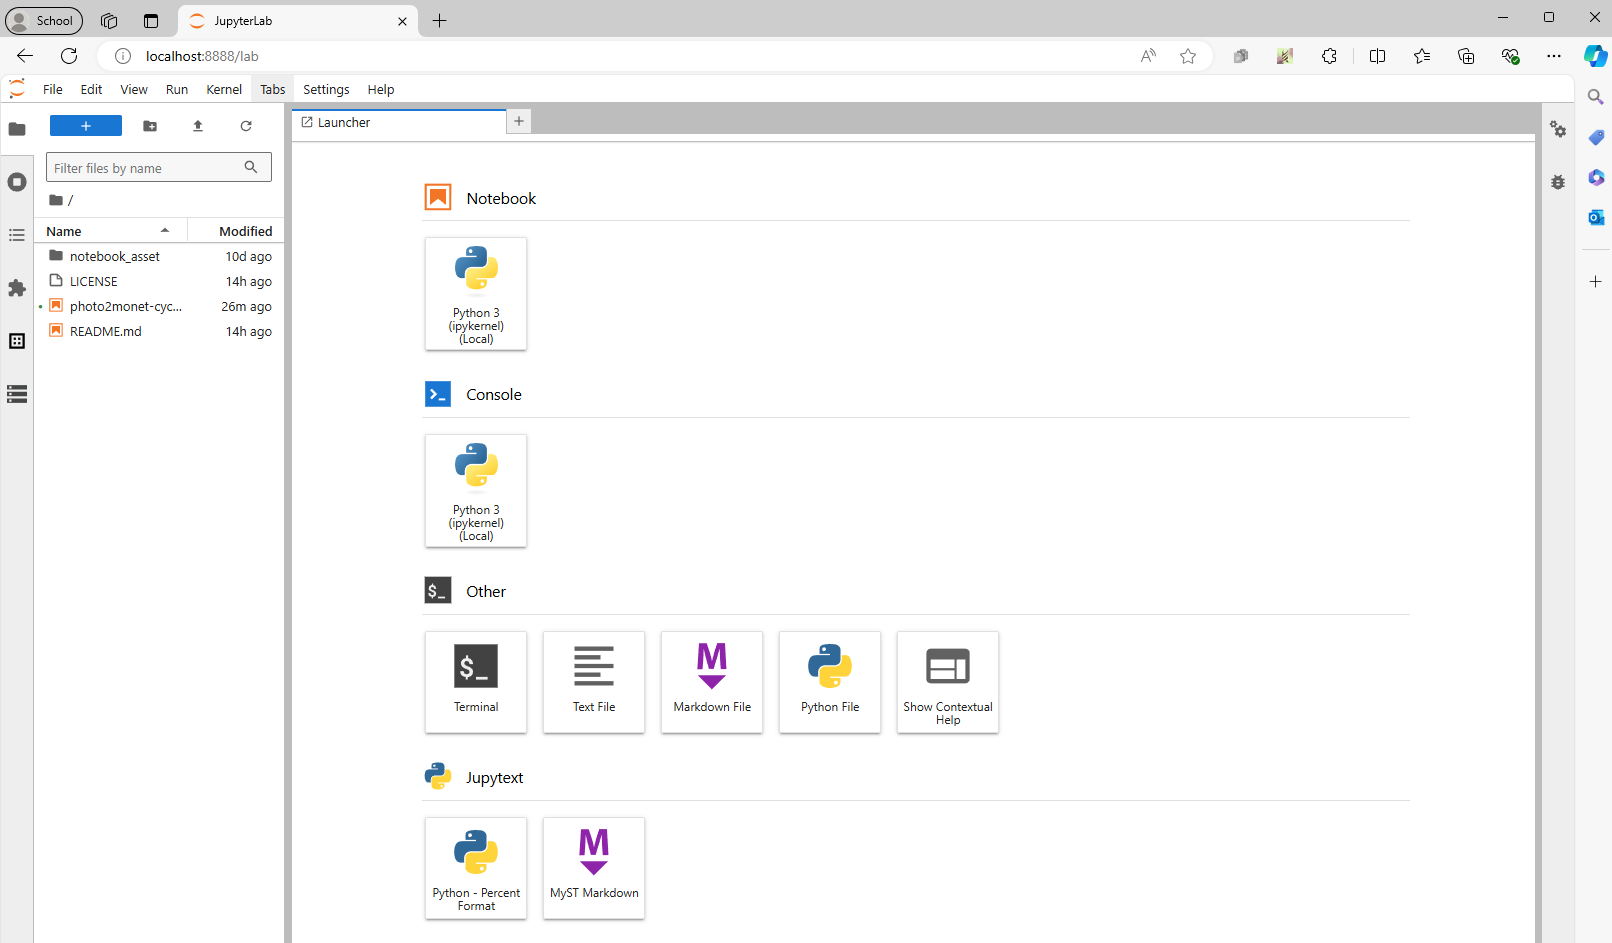 School
JupyterLab
localhost:8888/lab
File Edit View Run Kernel Tabs Settings Help
Filter files by name
/
Name Modified
notebook_asset 10d ago
LICENSE 14h ago
photo2monet-cyc... 26m ago
README.md 14h ago
Launcher
Notebook
Python 3
(ipykernel)
(Local)
Console
Python 3
(ipykernel)
(Local)
$_ Other
$_
Terminal
Text File
M
Markdown File
Python File
Show Contextual
Help
Jupytext
Python - Percent
Format
M
MyST Markdown